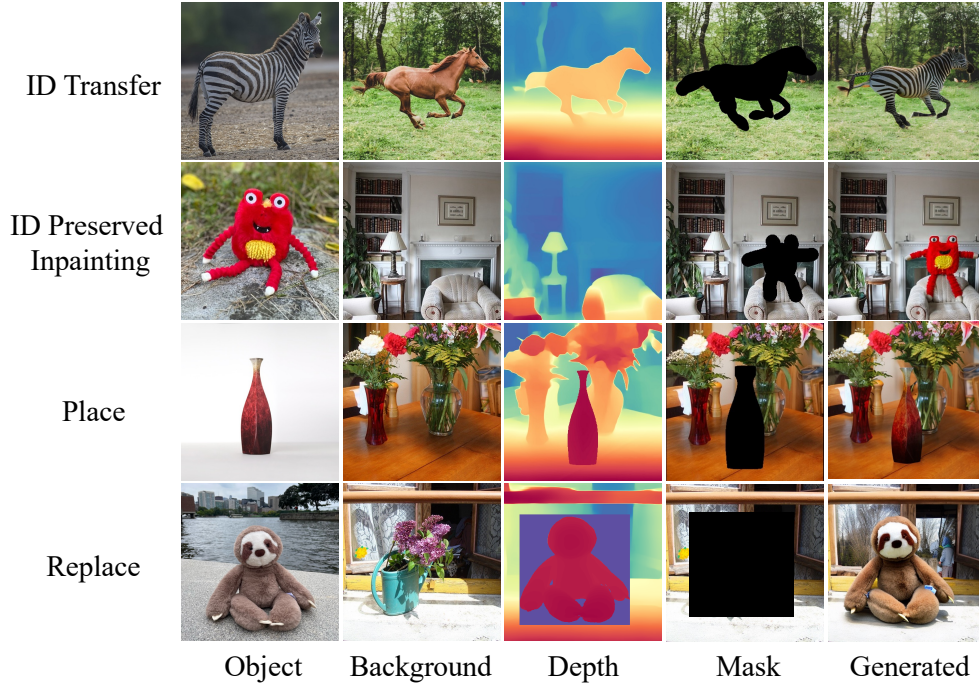 ID Transfer
ID Preserved
Inpainting
Place
Replace
Object
Background
Depth
Mask
Generated